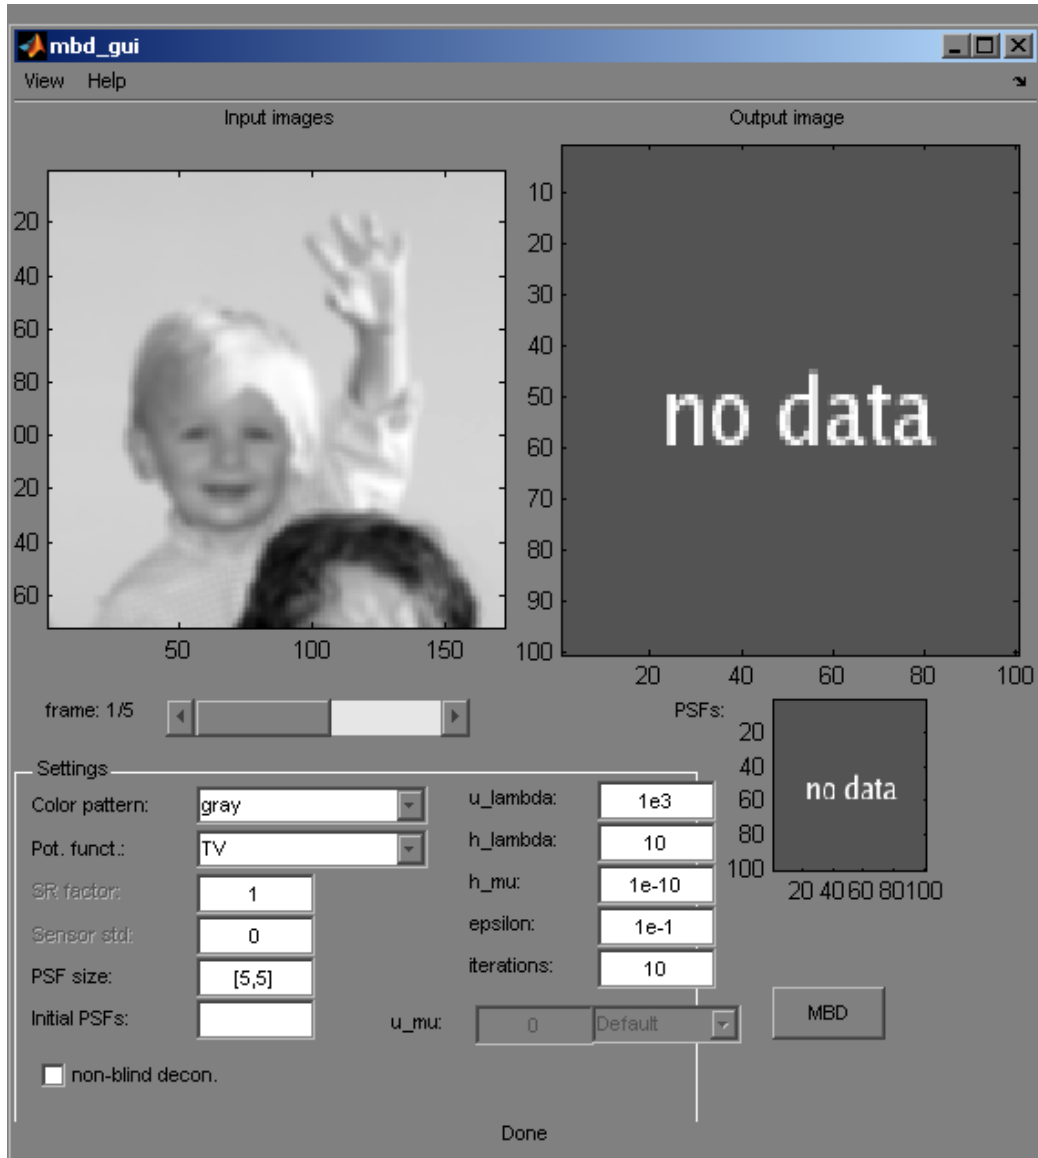 mbd_gui
View Help
Input images
Output image
20
40
60
80
00
20
40
60
50 100 150
10
20
30
40
50
60
70
80
90
100
20 40 60 80 100
no data
frame: 1/5
PSFs:
20
40
60
80
100
20 40 60 80 100
no data
Settings
Color pattern: gray
Pot. funct.: TV
SR factor: 1
Sensor std: 0
PSF size: [5,5]
Initial PSFs:
non-blind decon.
u_lambda: 1e3
h_lambda: 10
h_mu: 1e-10
epsilon: 1e-1
iterations: 10
u_mu: 0 Default
MBD
Done